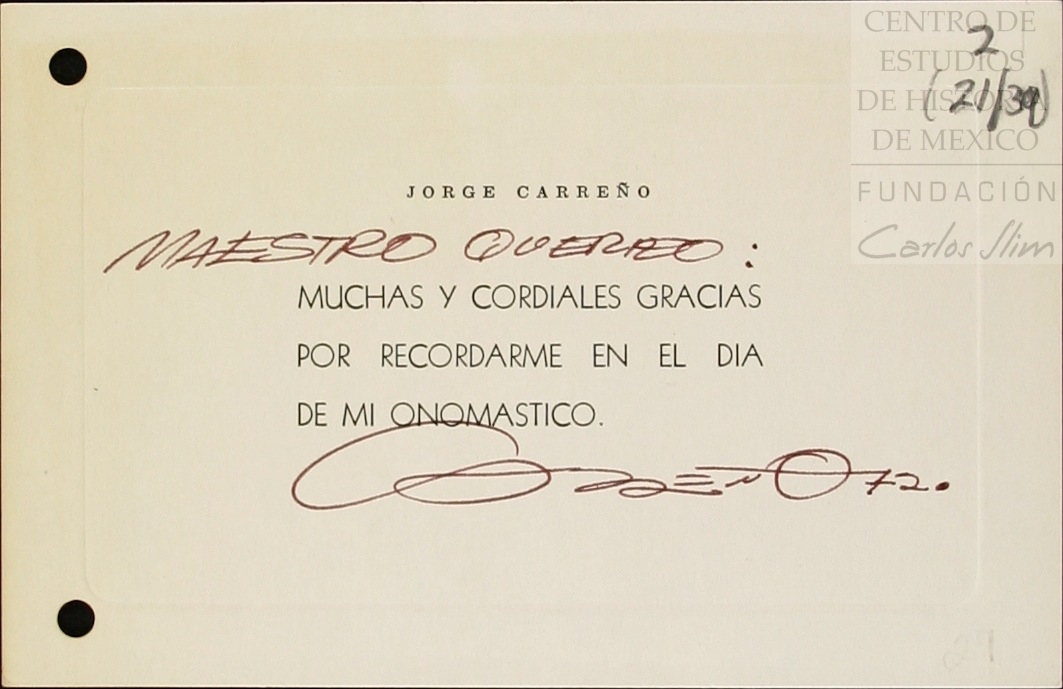 CENTRO DE
ESTUDIOS
DE HISTORIA
DE MEXICO
FUNDACIÓN
Carlos Slim
2
(21/39)
JORGE CARREÑO
MAESTRO QUERIDO:
MUCHAS Y CORDIALES GRACIAS
POR RECORDARME EN EL DIA
DE MI ONOMASTICO.
CARREÑO 72.